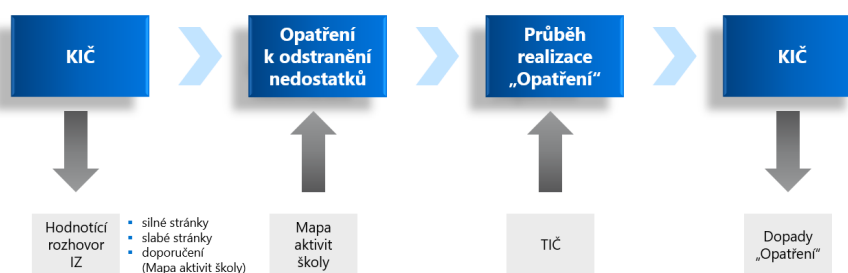 KIČ
Opatření
k odstranění
nedostatků
Průběh
realizace
„Opatření“
KIČ
Hodnotící
rozhovor
IZ
silné stránky
slabé stránky
doporučení
(Mapa aktivit školy)
Mapa
aktivit
školy
TIČ
Dopady
„Opatření“